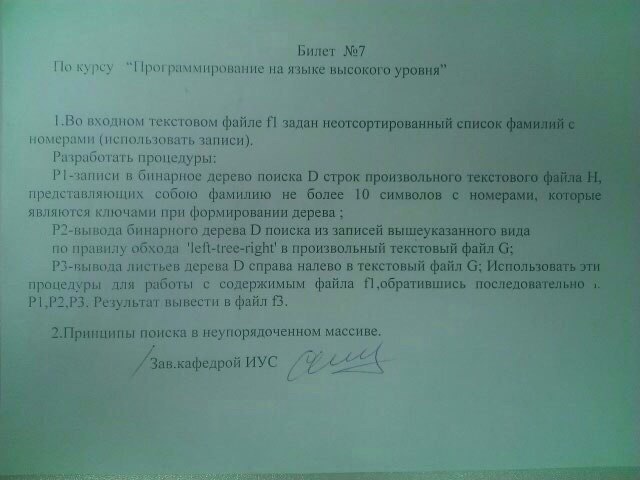 Билет №7
По курсу “Программирование на языке высокого уровня”
1.Во входном текстовом файле f1 задан неотсортированный список фамилий с
номерами (использовать записи).
Разработать процедуры:
P1-записи в бинарное дерево поиска D строк произвольного текстового файла H,
представляющих собою фамилию не более 10 символов с номерами, которые
являются ключами при формировании дерева ;
P2-вывода бинарного дерева D поиска из записей вышеуказанного вида
по правилу обхода 'left-tree-right' в произвольный текстовый файл G;
P3-вывода листьев дерева D справа налево в текстовый файл G; Использовать эти
процедуры для работы с содержимым файла f1,обратившись последовательно
P1,P2,P3. Результат вывести в файл f3.
2.Принципы поиска в неупорядоченном массиве.
Зав.кафедрой ИУС